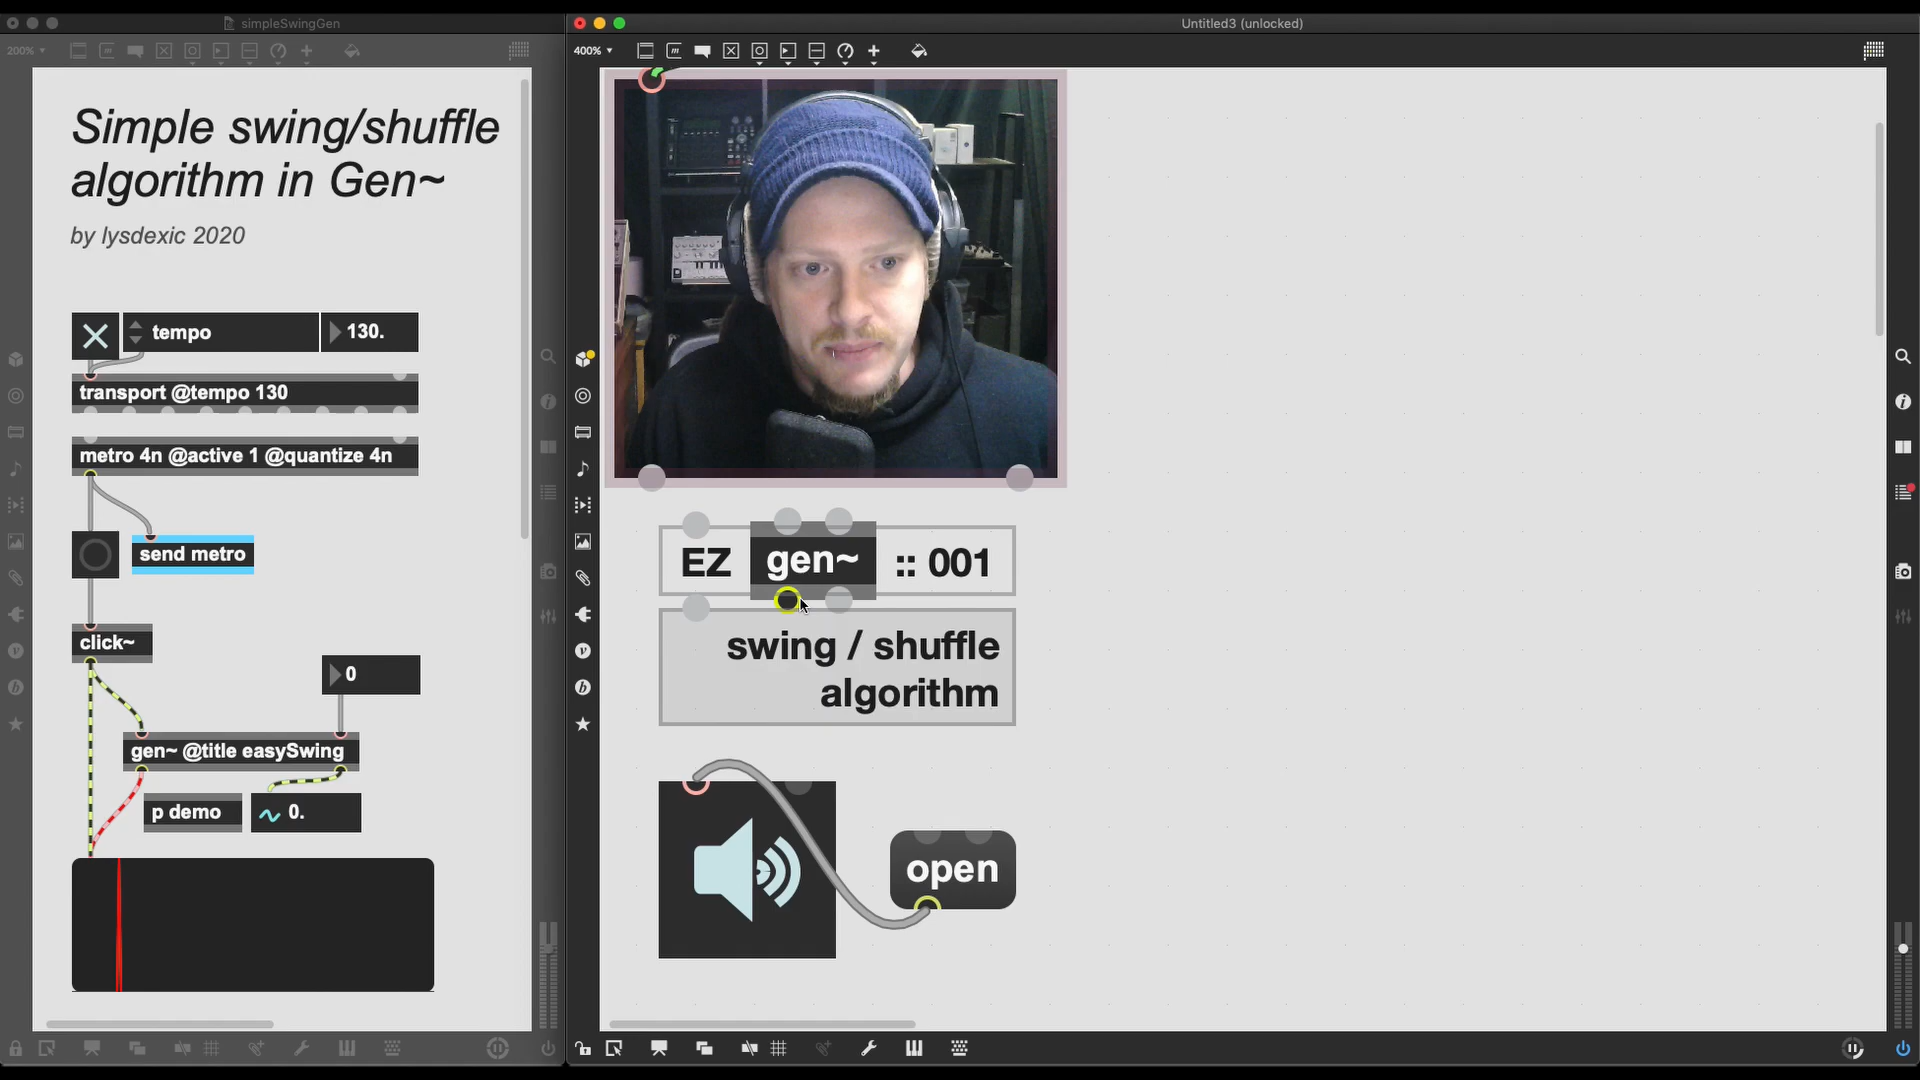 simpleSwingGen
Untitled3 (unlocked)
200%
400%
Simple swing/shuffle
algorithm in Gen~
by lysdexic 2020
tempo
130.
transport @tempo 130
metro 4n @active 1 @quantize 4n
send metro
click~
0
gen~ @title easySwing
p demo
0.
EZ gen~ :: 001
swing / shuffle
algorithm
open